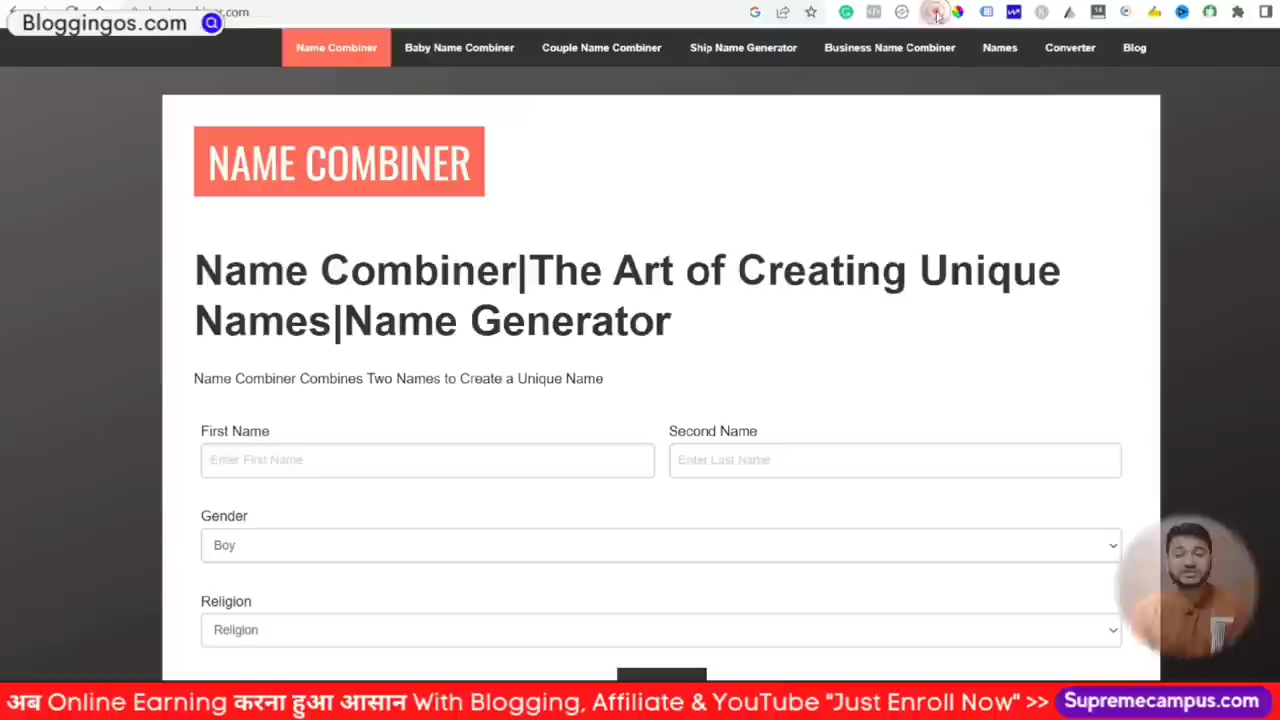 Bloggingos.com
.com
Name Combiner
Baby Name Combiner
Couple Name Combiner
Ship Name Generator
Business Name Combiner
Names
Converter
Blog
NAME COMBINER
Name Combiner|The Art of Creating Unique
Names|Name Generator
Name Combiner Combines Two Names to Create a Unique Name
First Name
Second Name
Enter First Name
Enter Last Name
Gender
Boy
Religion
Religion
अब Online Earning करना हुआ आसान With Blogging, Affiliate & YouTube "Just Enroll Now" >> Supremecampus.com